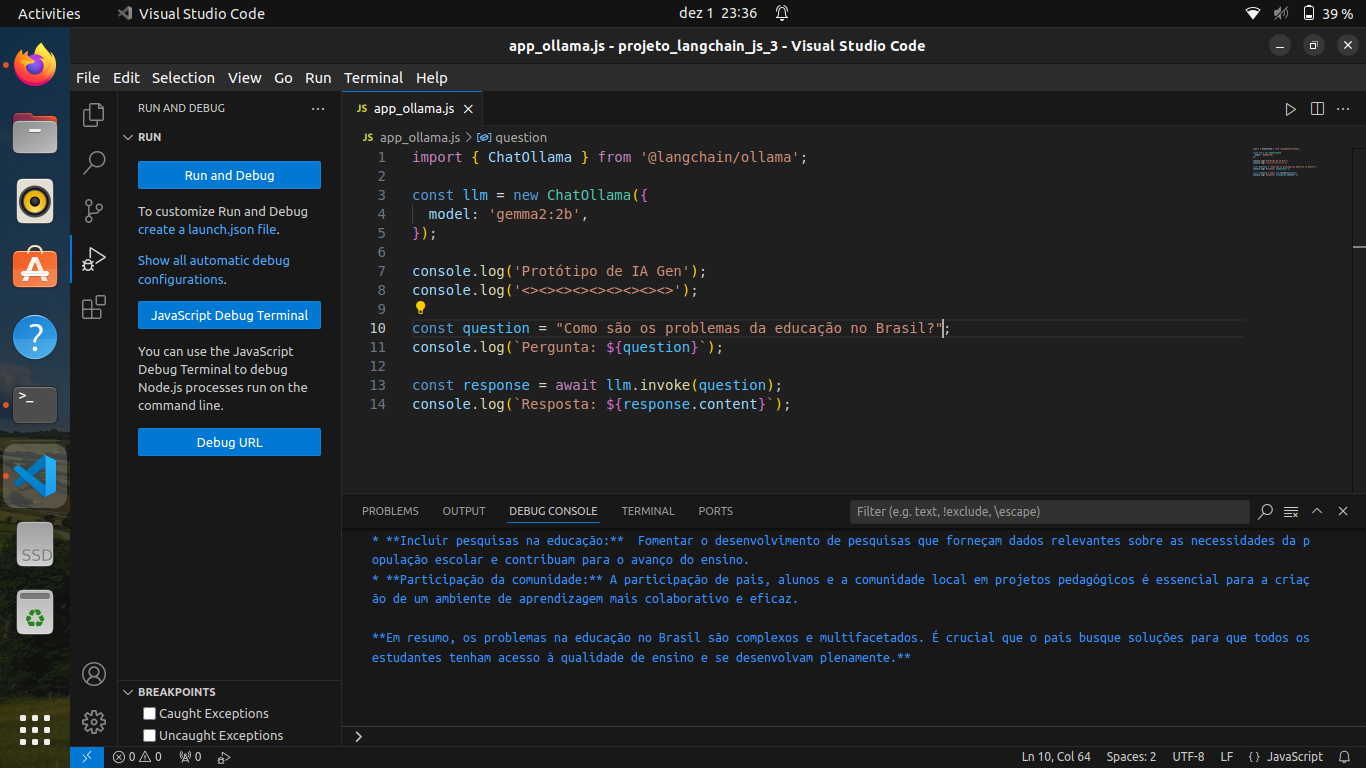 Activities
Visual Studio Code
dez 1 23:36
39 %
app_ollama.js - projeto_langchain_js_3 - Visual Studio Code
File Edit Selection View Go Run Terminal Help
RUN AND DEBUG
RUN
Run and Debug
To customize Run and Debug
create a launch.json file.
Show all automatic debug
configurations.
JavaScript Debug Terminal
You can use the JavaScript
Debug Terminal to debug
Node.js processes run on the
command line.
Debug URL
BREAKPOINTS
Caught Exceptions
Uncaught Exceptions
JS app_ollama.js
JS app_ollama.js > question
1 import { ChatOllama } from '@langchain/ollama';
2
3 const llm = new ChatOllama({
4 model: 'gemma2:2b',
5 });
6
7 console.log('Protótipo de IA Gen');
8 console.log('<><><><><><><><><>');
9
10 const question = "Como são os problemas da educação no Brasil?";
11 console.log(`Pergunta: ${question}`);
12
13 const response = await llm.invoke(question);
14 console.log(`Resposta: ${response.content}`);
PROBLEMS OUTPUT DEBUG CONSOLE TERMINAL PORTS
Filter (e.g. text, !exclude, \escape)
* **Incluir pesquisas na educação:** Fomentar o desenvolvimento de pesquisas que forneçam dados relevantes sobre as necessidades da p
opulação escolar e contribuam para o avanço do ensino.
* **Participação da comunidade:** A participação de pais, alunos e a comunidade local em projetos pedagógicos é essencial para a criaç
ão de um ambiente de aprendizagem mais colaborativo e eficaz.
**Em resumo, os problemas na educação no Brasil são complexos e multifacetados. É crucial que o país busque soluções para que todos os
estudantes tenham acesso à qualidade de ensino e se desenvolvam plenamente.**
SSD
0 0 0
Ln 10, Col 64 Spaces: 2 UTF-8 LF {} JavaScript